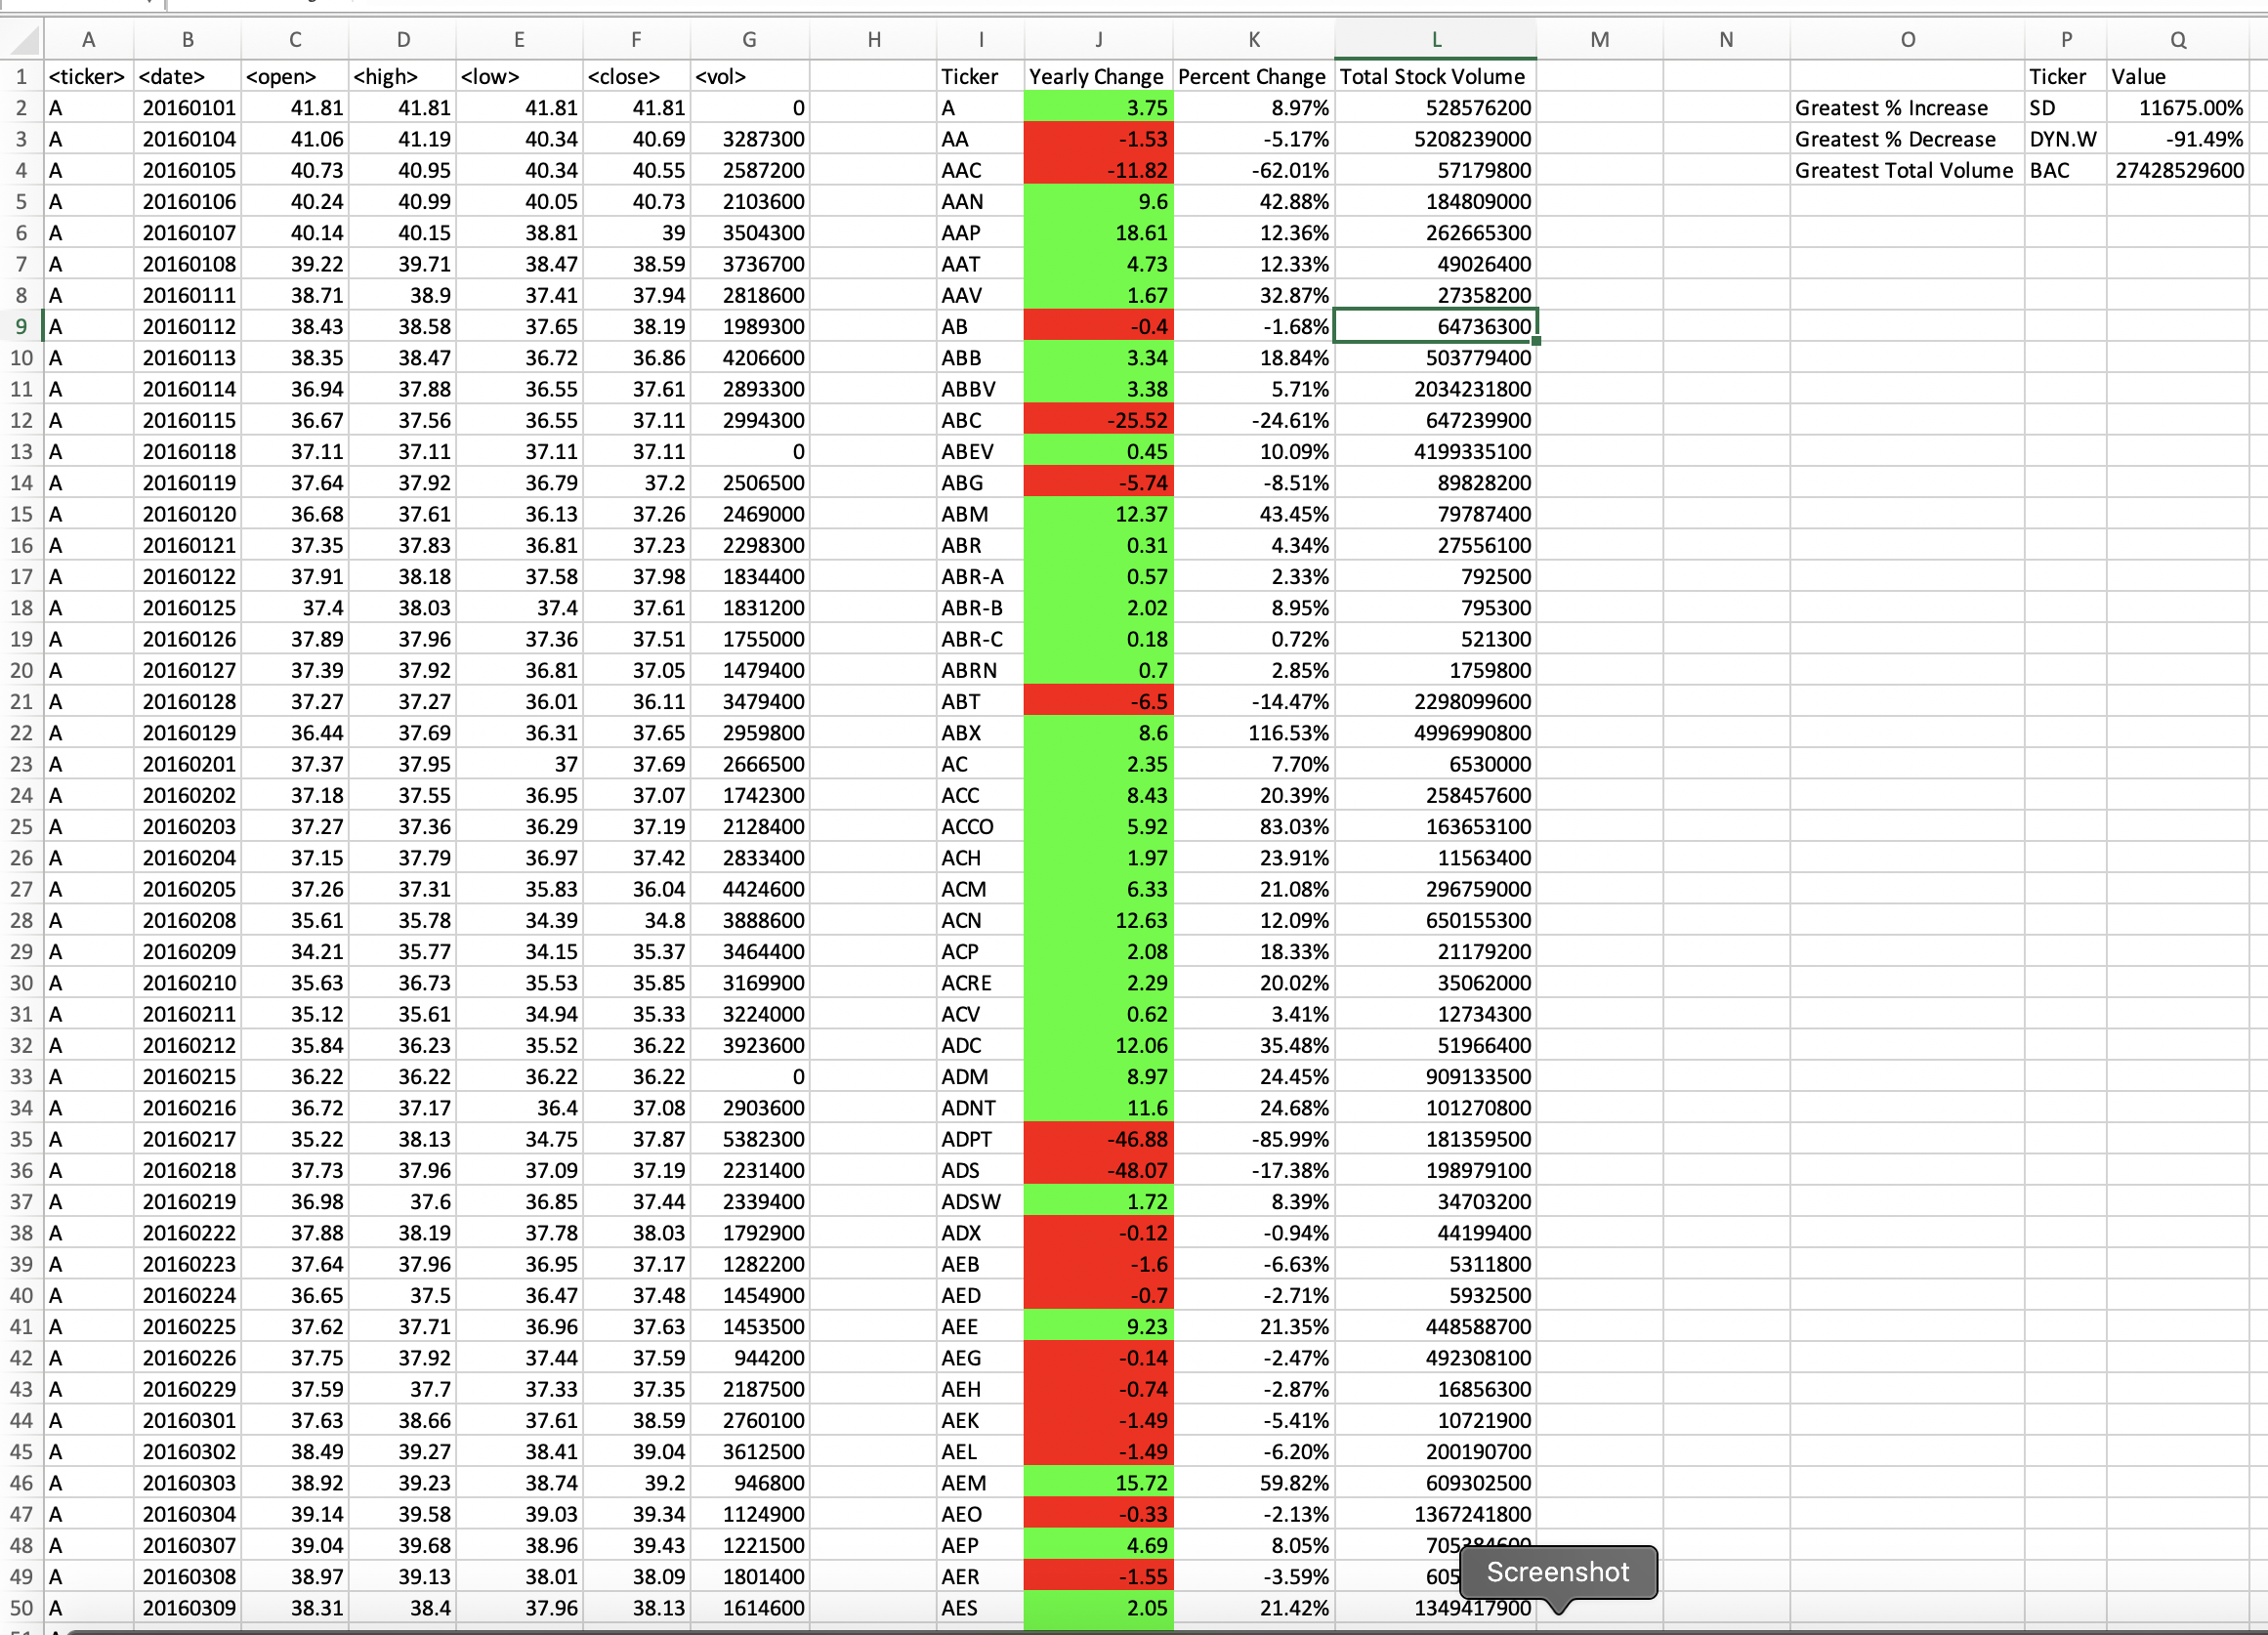 A B C D E F G H I J K L M N O P Q
1 <ticker> <date> <open> <high> <low> <close> <vol> Ticker Yearly Change Percent Change Total Stock Volume Ticker Value
2 A 20160101 41.81 41.81 41.81 41.81 0 A 3.75 8.97% 528576200 Greatest % Increase SD 11675.00%
3 A 20160104 41.06 41.19 40.34 40.69 3287300 AA -1.53 -5.17% 5208239000 Greatest % Decrease DYN.W -91.49%
4 A 20160105 40.73 40.95 40.34 40.55 2587200 AAC -11.82 -62.01% 57179800 Greatest Total Volume BAC 27428529600
5 A 20160106 40.24 40.99 40.05 40.73 2103600 AAN 9.6 42.88% 184809000
6 A 20160107 40.14 40.15 38.81 39 3504300 AAP 18.61 12.36% 262665300
7 A 20160108 39.22 39.71 38.47 38.59 3736700 AAT 4.73 12.33% 49026400
8 A 20160111 38.71 38.9 37.41 37.94 2818600 AAV 1.67 32.87% 27358200
9 A 20160112 38.43 38.58 37.65 38.19 1989300 AB -0.4 -1.68% 64736300
10 A 20160113 38.35 38.47 36.72 36.86 4206600 ABB 3.34 18.84% 503779400
11 A 20160114 36.94 37.88 36.55 37.61 2893300 ABBV 3.38 5.71% 2034231800
12 A 20160115 36.67 37.56 36.55 37.11 2994300 ABC -25.52 -24.61% 647239900
13 A 20160118 37.11 37.11 37.11 37.11 0 ABEV 0.45 10.09% 4199335100
14 A 20160119 37.64 37.92 36.79 37.2 2506500 ABG -5.74 -8.51% 89828200
15 A 20160120 36.68 37.61 36.13 37.26 2469000 ABM 12.37 43.45% 79787400
16 A 20160121 37.35 37.83 36.81 37.23 2298300 ABR 0.31 4.34% 27556100
17 A 20160122 37.91 38.18 37.58 37.98 1834400 ABR-A 0.57 2.33% 792500
18 A 20160125 37.4 38.03 37.4 37.61 1831200 ABR-B 2.02 8.95% 795300
19 A 20160126 37.89 37.96 37.36 37.51 1755000 ABR-C 0.18 0.72% 521300
20 A 20160127 37.39 37.92 36.81 37.05 1479400 ABRN 0.7 2.85% 1759800
21 A 20160128 37.27 37.27 36.01 36.11 3479400 ABT -6.5 -14.47% 2298099600
22 A 20160129 36.44 37.69 36.31 37.65 2959800 ABX 8.6 116.53% 4996990800
23 A 20160201 37.37 37.95 37 37.69 2666500 AC 2.35 7.70% 6530000
24 A 20160202 37.18 37.55 36.95 37.07 1742300 ACC 8.43 20.39% 258457600
25 A 20160203 37.27 37.36 36.29 37.19 2128400 ACCO 5.92 83.03% 163653100
26 A 20160204 37.15 37.79 36.97 37.42 2833400 ACH 1.97 23.91% 11563400
27 A 20160205 37.26 37.31 35.83 36.04 4424600 ACM 6.33 21.08% 296759000
28 A 20160208 35.61 35.78 34.39 34.8 3888600 ACN 12.63 12.09% 650155300
29 A 20160209 34.21 35.77 34.15 35.37 3464400 ACP 2.08 18.33% 21179200
30 A 20160210 35.63 36.73 35.53 35.85 3169900 ACRE 2.29 20.02% 35062000
31 A 20160211 35.12 35.61 34.94 35.33 3224000 ACV 0.62 3.41% 12734300
32 A 20160212 35.84 36.23 35.52 36.22 3923600 ADC 12.06 35.48% 51966400
33 A 20160215 36.22 36.22 36.22 36.22 0 ADM 8.97 24.45% 909133500
34 A 20160216 36.72 37.17 36.4 37.08 2903600 ADNT 11.6 24.68% 101270800
35 A 20160217 35.22 38.13 34.75 37.87 5382300 ADPT -46.88 -85.99% 181359500
36 A 20160218 37.73 37.96 37.09 37.19 2231400 ADS -48.07 -17.38% 198979100
37 A 20160219 36.98 37.6 36.85 37.44 2339400 ADSW 1.72 8.39% 34703200
38 A 20160222 37.88 38.19 37.78 38.03 1792900 ADX -0.12 -0.94% 44199400
39 A 20160223 37.64 37.96 36.95 37.17 1282200 AEB -1.6 -6.63% 5311800
40 A 20160224 36.65 37.5 36.47 37.48 1454900 AED -0.7 -2.71% 5932500
41 A 20160225 37.62 37.71 36.96 37.63 1453500 AEE 9.23 21.35% 448588700
42 A 20160226 37.75 37.92 37.44 37.59 944200 AEG -0.14 -2.47% 492308100
43 A 20160229 37.59 37.7 37.33 37.35 2187500 AEH -0.74 -2.87% 16856300
44 A 20160301 37.63 38.66 37.61 38.59 2760100 AEK -1.49 -5.41% 10721900
45 A 20160302 38.49 39.27 38.41 39.04 3612500 AEL -1.49 -6.20% 200190700
46 A 20160303 38.92 39.23 38.74 39.2 946800 AEM 15.72 59.82% 609302500
47 A 20160304 39.14 39.58 39.03 39.34 1124900 AEO -0.33 -2.13% 1367241800
48 A 20160307 39.04 39.68 38.96 39.43 1221500 AEP 4.69 8.05% 705384600
49 A 20160308 38.97 39.13 38.01 38.09 1801400 AER -1.55 -3.59% 605
Screenshot
50 A 20160309 38.31 38.4 37.96 38.13 1614600 AES 2.05 21.42% 1349417900